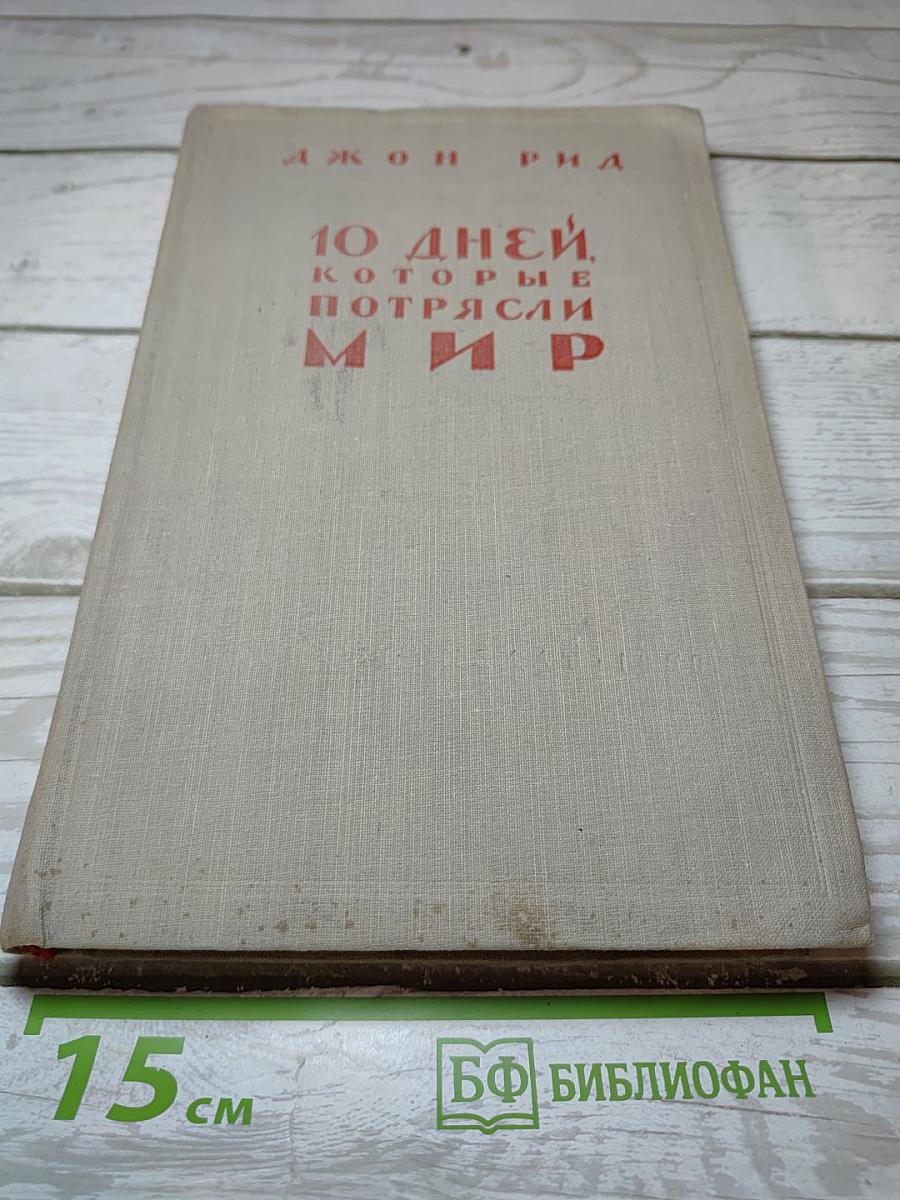 ДЖОН РИД
10 ДНЕЙ,
КОТОРЫЕ
ПОТРЯСЛИ
МИР
15 см
БФ БИБЛИОФАН